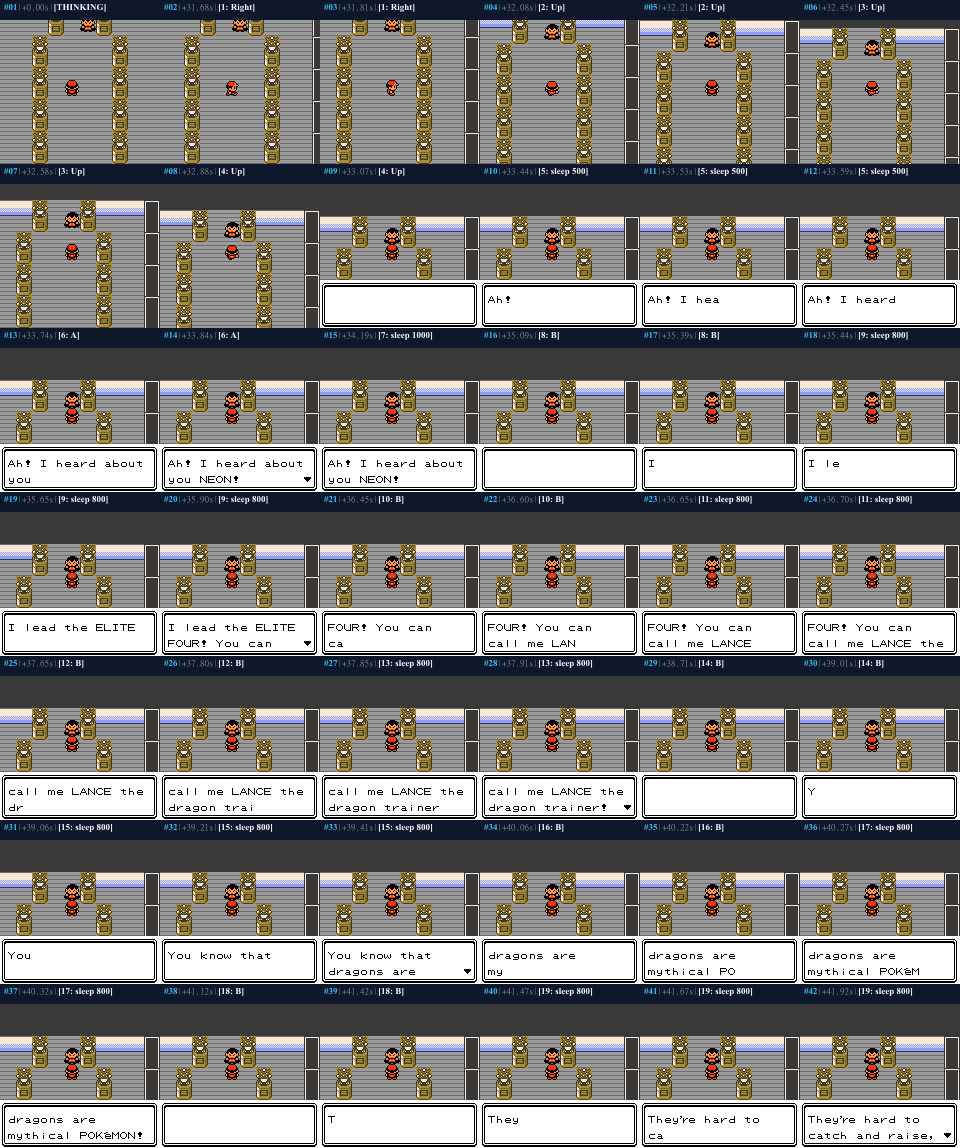 #01|+0.00s|[THINKING]
#02|+31.68s|[1: Right]
#03|+31.81s|[1: Right]
#04|+32.08s|[2: Up]
#05|+32.21s|[2: Up]
#06|+32.45s|[3: Up]
#07|+32.58s|[3: Up]
#08|+32.88s|[4: Up]
#09|+33.07s|[4: Up]
#10|+33.44s|[5: sleep 500]
#11|+33.53s|[5: sleep 500]
#12|+33.59s|[5: sleep 500]
Ah!
Ah! I hea
Ah! I heard
#13|+33.74s|[6: A]
#14|+33.84s|[6: A]
#15|+34.19s|[7: sleep 1000]
#16|+35.09s|[8: B]
#17|+35.39s|[8: B]
#18|+35.44s|[9: sleep 800]
Ah! I heard about
you
Ah! I heard about
you NEON!
Ah! I heard about
you NEON!
I
I le
#19|+35.65s|[9: sleep 800]
#20|+35.90s|[9: sleep 800]
#21|+36.45s|[10: B]
#22|+36.60s|[10: B]
#23|+36.65s|[11: sleep 800]
#24|+36.70s|[11: sleep 800]
I lead the ELITE
I lead the ELITE
FOUR! You can
FOUR! You can
ca
FOUR! You can
call me LAN
FOUR! You can
call me LANCE
FOUR! You can
call me LANCE the
#25|+37.65s|[12: B]
#26|+37.80s|[12: B]
#27|+37.85s|[13: sleep 800]
#28|+37.91s|[13: sleep 800]
#29|+38.71s|[14: B]
#30|+39.01s|[14: B]
call me LANCE the
dr
call me LANCE the
dragon trai
call me LANCE the
dragon trainer
call me LANCE the
dragon trainer!
Y
#31|+39.06s|[15: sleep 800]
#32|+39.21s|[15: sleep 800]
#33|+39.41s|[15: sleep 800]
#34|+40.06s|[16: B]
#35|+40.22s|[16: B]
#36|+40.27s|[17: sleep 800]
You
You know that
You know that
dragons are
dragons are
my
dragons are
mythical PO
dragons are
mythical POKéM
#37|+40.32s|[17: sleep 800]
#38|+41.12s|[18: B]
#39|+41.42s|[18: B]
#40|+41.47s|[19: sleep 800]
#41|+41.67s|[19: sleep 800]
#42|+41.92s|[19: sleep 800]
dragons are
mythical POKéMON!
T
They
They're hard to
ca
They're hard to
catch and raise,